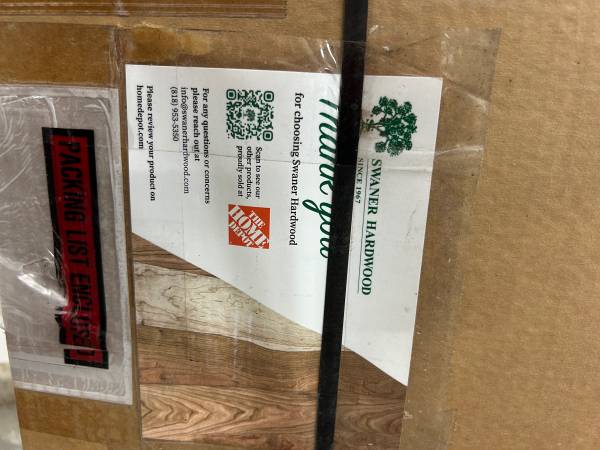 SWANER HARDWOOD
SINCE 1967
Thank you
for choosing Swaner Hardwood
Scan to see our
other products,
proudly sold at
THE
HOME
DEPOT
For any questions or concerns
please reach out at
info@swanerhardwood.com
(818) 953-5350
Please review your product on
homedepot.com
PACKING LIST ENCLOSED